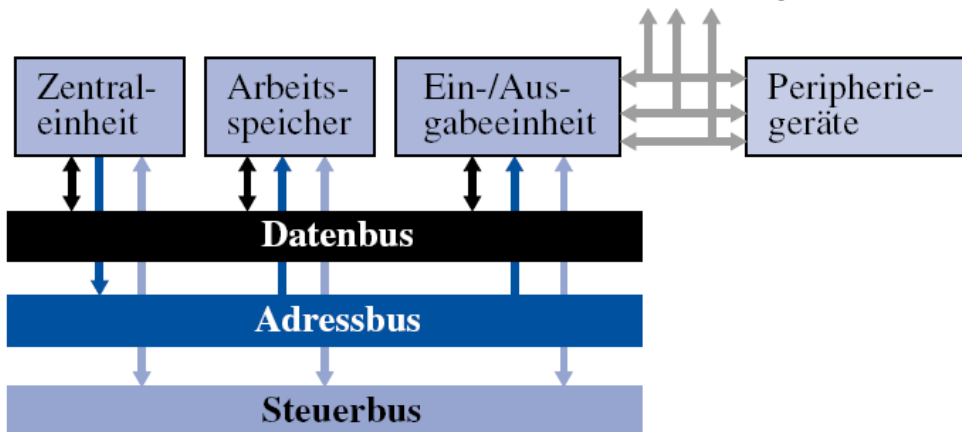 Zentral-
einheit
Arbeits-
speicher
Ein-/Aus-
gabeeinheit
Peripherie-
geräte
Datenbus
Adressbus
Steuerbus